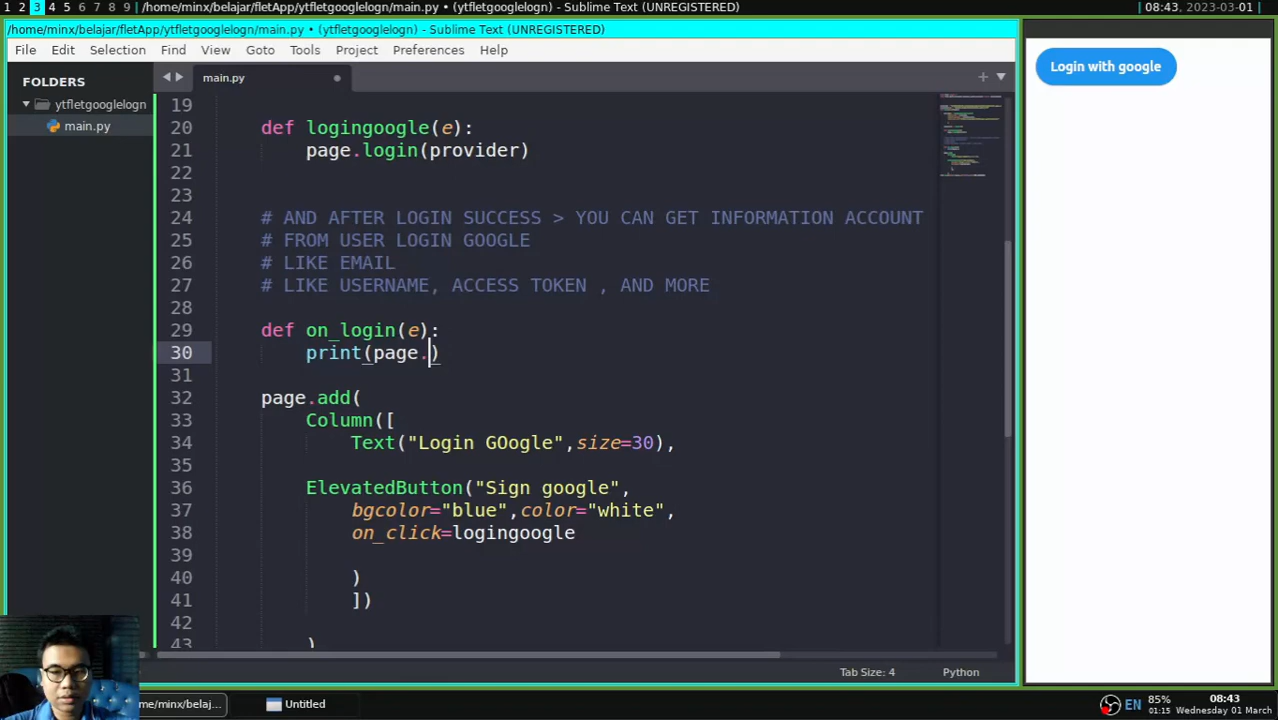 1 2 3 4 5 6 7 8 9 /home/minx/belajar/fletApp/ytfletgooglelogn/main.py • (ytfletgooglelogn) - Sublime Text (UNREGISTERED) 08:43, 2023-03-01
/home/minx/belajar/fletApp/ytfletgooglelogn/main.py • (ytfletgooglelogn) - Sublime Text (UNREGISTERED)
File Edit Selection Find View Goto Tools Project Preferences Help
Login with google
FOLDERS
ytfletgooglelogn
main.py
main.py
19
20 def logingoogle(e):
21 page.login(provider)
22
23
24 # AND AFTER LOGIN SUCCESS > YOU CAN GET INFORMATION ACCOUNT
25 # FROM USER LOGIN GOOGLE
26 # LIKE EMAIL
27 # LIKE USERNAME, ACCESS TOKEN , AND MORE
28
29 def on_login(e):
30 print(page.)
31
32 page.add(
33 Column([
34 Text("Login GOogle",size=30),
35
36 ElevatedButton("Sign google",
37 bgcolor="blue",color="white",
38 on_click=logingoogle
39
40 )
41 ])
42
43 )
Tab Size: 4 Python
me/minx/belaj... Untitled
EN 85% 01:15 08:43 Wednesday 01 March